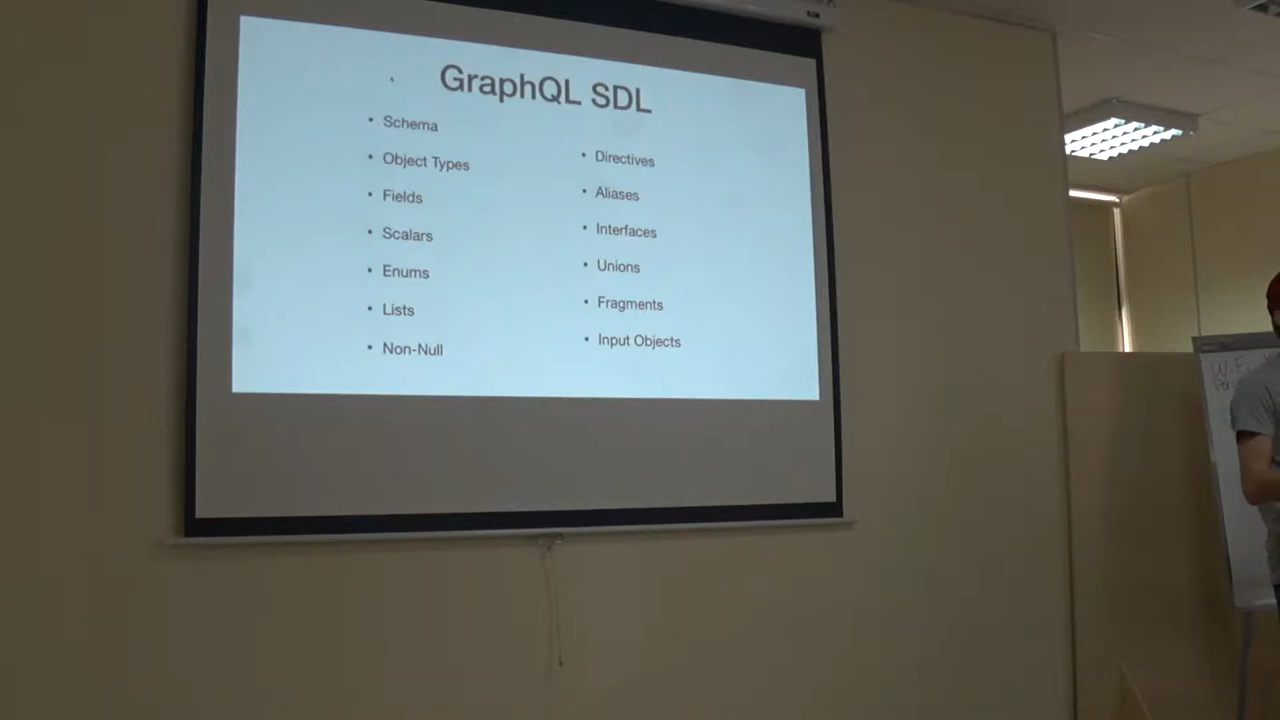 GraphQL SDL
• Schema
• Object Types
• Fields
• Scalars
• Enums
• Lists
• Non-Null
• Directives
• Aliases
• Interfaces
• Unions
• Fragments
• Input Objects